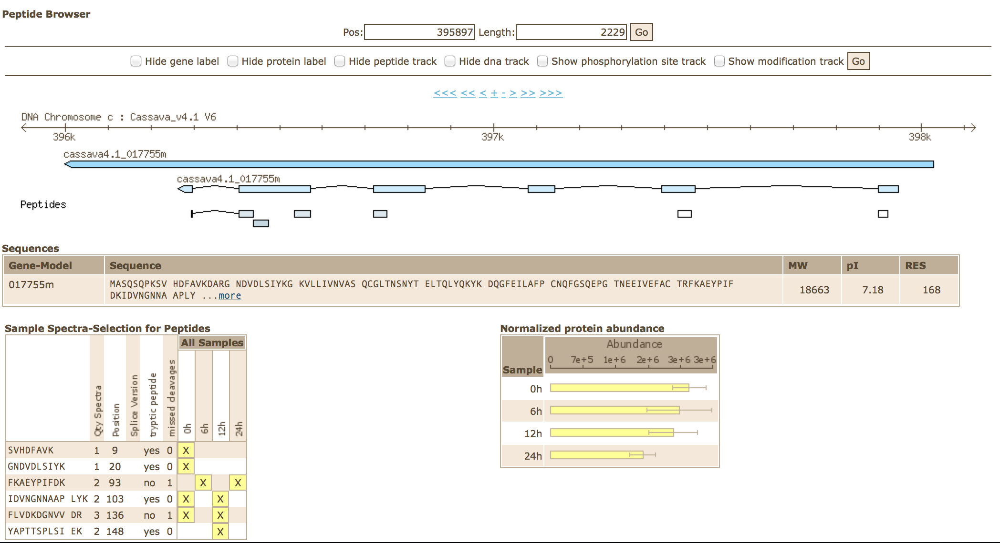 Peptide Browser
Pos: 395897 Length: 2229 Go
Hide gene label Hide protein label Hide peptide track Hide dna track Show phosphorylation site track Show modification track Go
<<< << < + - > >> >>>
DNA Chromosome c : Cassava_v4.1 V6
396k 397k 398k
cassava4.1_017755m
cassava4.1_017755m
Peptides
Sequences
Gene-Model Sequence MW pI RES
017755m MASQSQPKSV HDFAVKDARG NDVDLSIYKG KVLLIVNVAS QCGLTNSNYT ELTQLYQKYK DQGFEILAFP CNQFGSQEPG TNEEIVEFAC TRFKAEYPIF 18663 7.18 168
DKIDVNGNNA APLY ...more
Sample Spectra-Selection for Peptides
All Samples
Qty Spectra Position Splice Version tryptic peptide missed cleavages 0h 6h 12h 24h
SVHDFAVK 1 9 yes 0 X
GNDVDLSIYK 1 20 yes 0 X
FKAEYPIFDK 2 93 no 1 X X
IDVNGNNAAP LYK 2 103 yes 0 X X
FLVDKDGNVV DR 3 136 no 1 X X
YAPTTSPLSI EK 2 148 yes 0 X
Normalized protein abundance
Abundance
0 7e+5 1e+6 2e+6 3e+6 3e+6
Sample
0h
6h
12h
24h